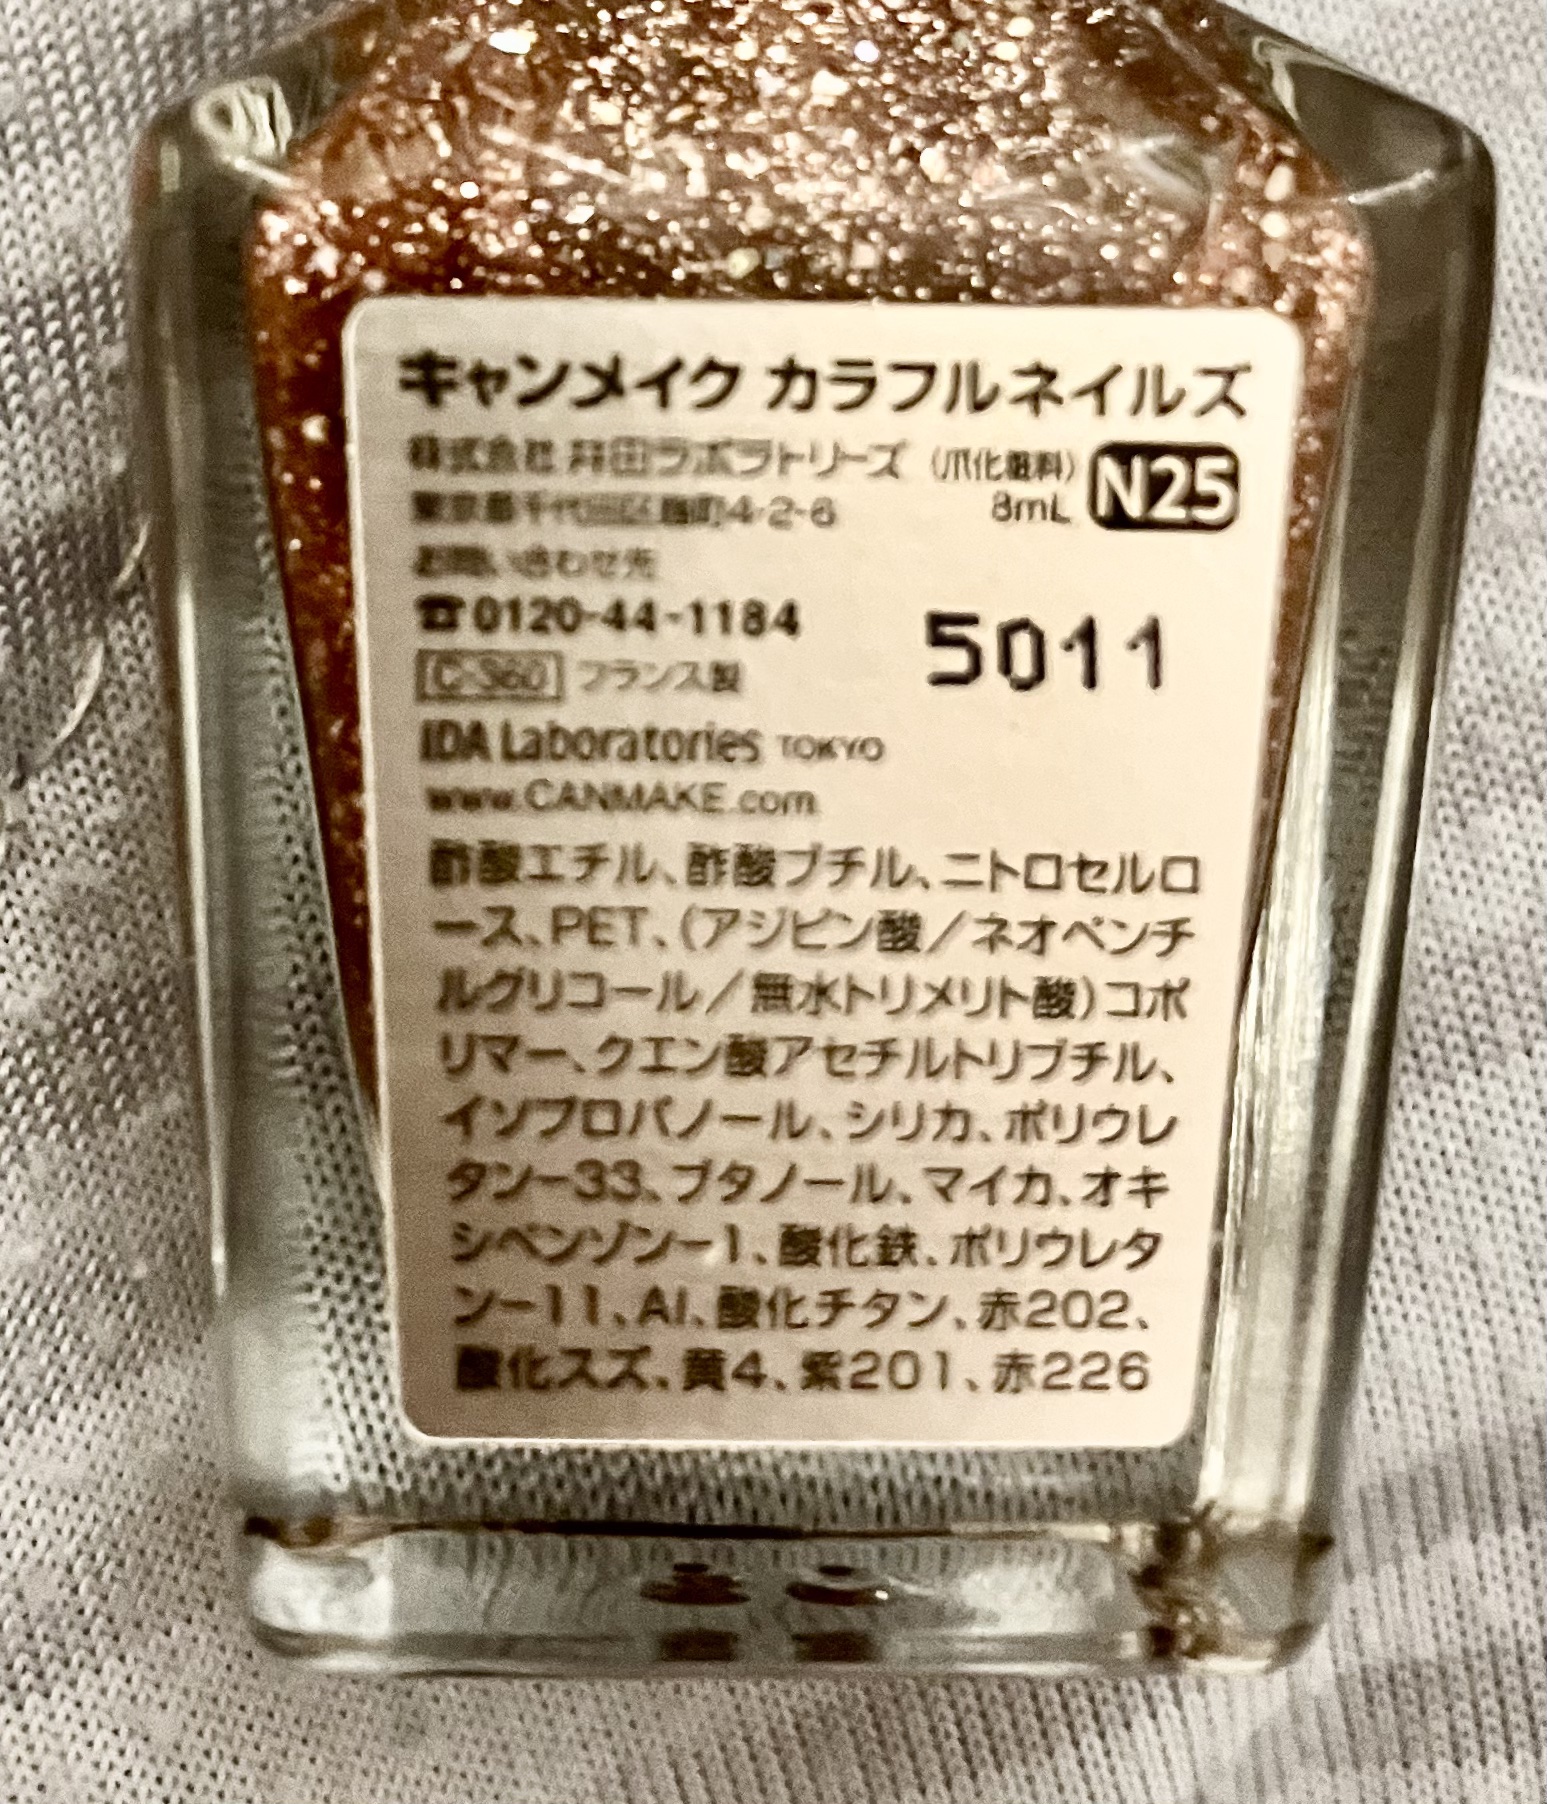 キャンメイク カラフルネイルズ
株式会社 井田ラボラトリーズ (爪化粧料) N25
東京都千代田区麹町4-2-6 8mL
お問い合わせ先
☎0120-44-1184 5011
C-360 フランス製
IDA Laboratories TOKYO
www.CANMAKE.com
酢酸エチル、酢酸ブチル、ニトロセルロ
ース、PET、(アジピン酸/ネオペンチ
ルグリコール/無水トリメリト酸)コポ
リマー、クエン酸アセチルトリブチル、
イソプロパノール、シリカ、ポリウレ
タン-33、ブタノール、マイカ、オキ
シベンゾン-1、酸化鉄、ポリウレタ
ン-11、Al、酸化チタン、赤202、
酸化スズ、黄4、紫201、赤226